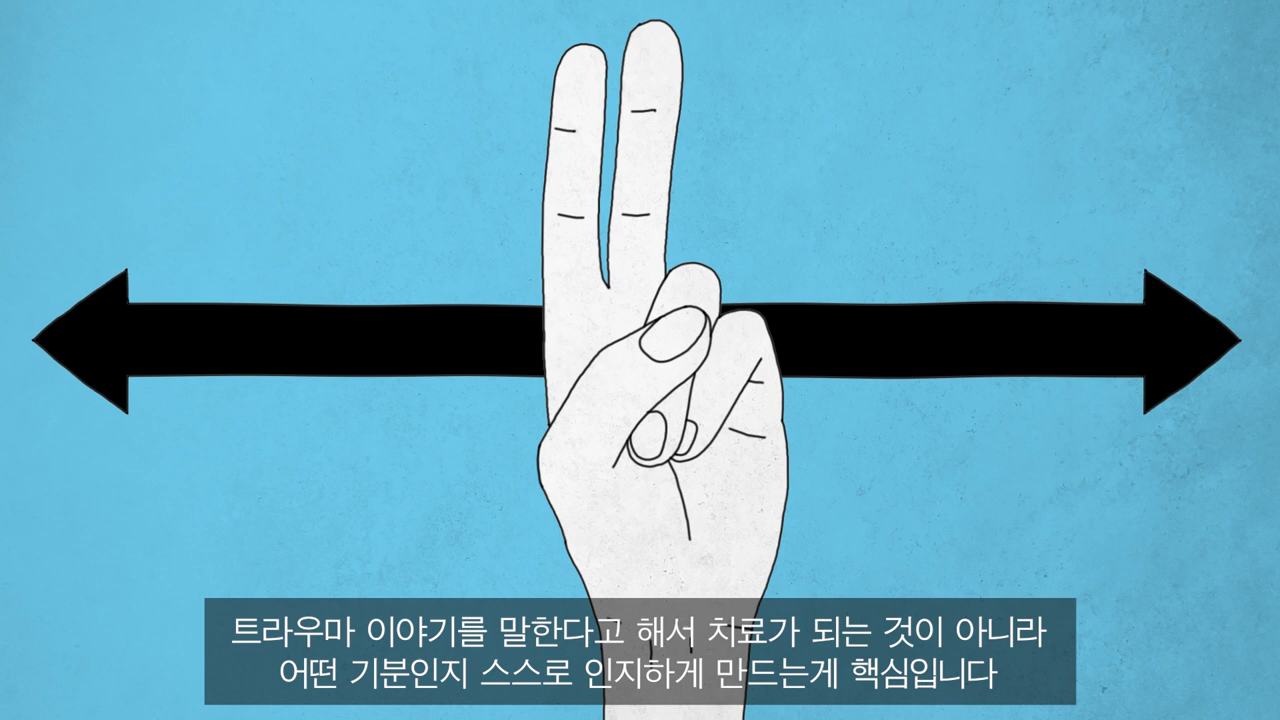 트라우마 이야기를 말한다고 해서 치료가 되는 것이 아니라
어떤 기분인지 스스로 인지하게 만드는게 핵심입니다